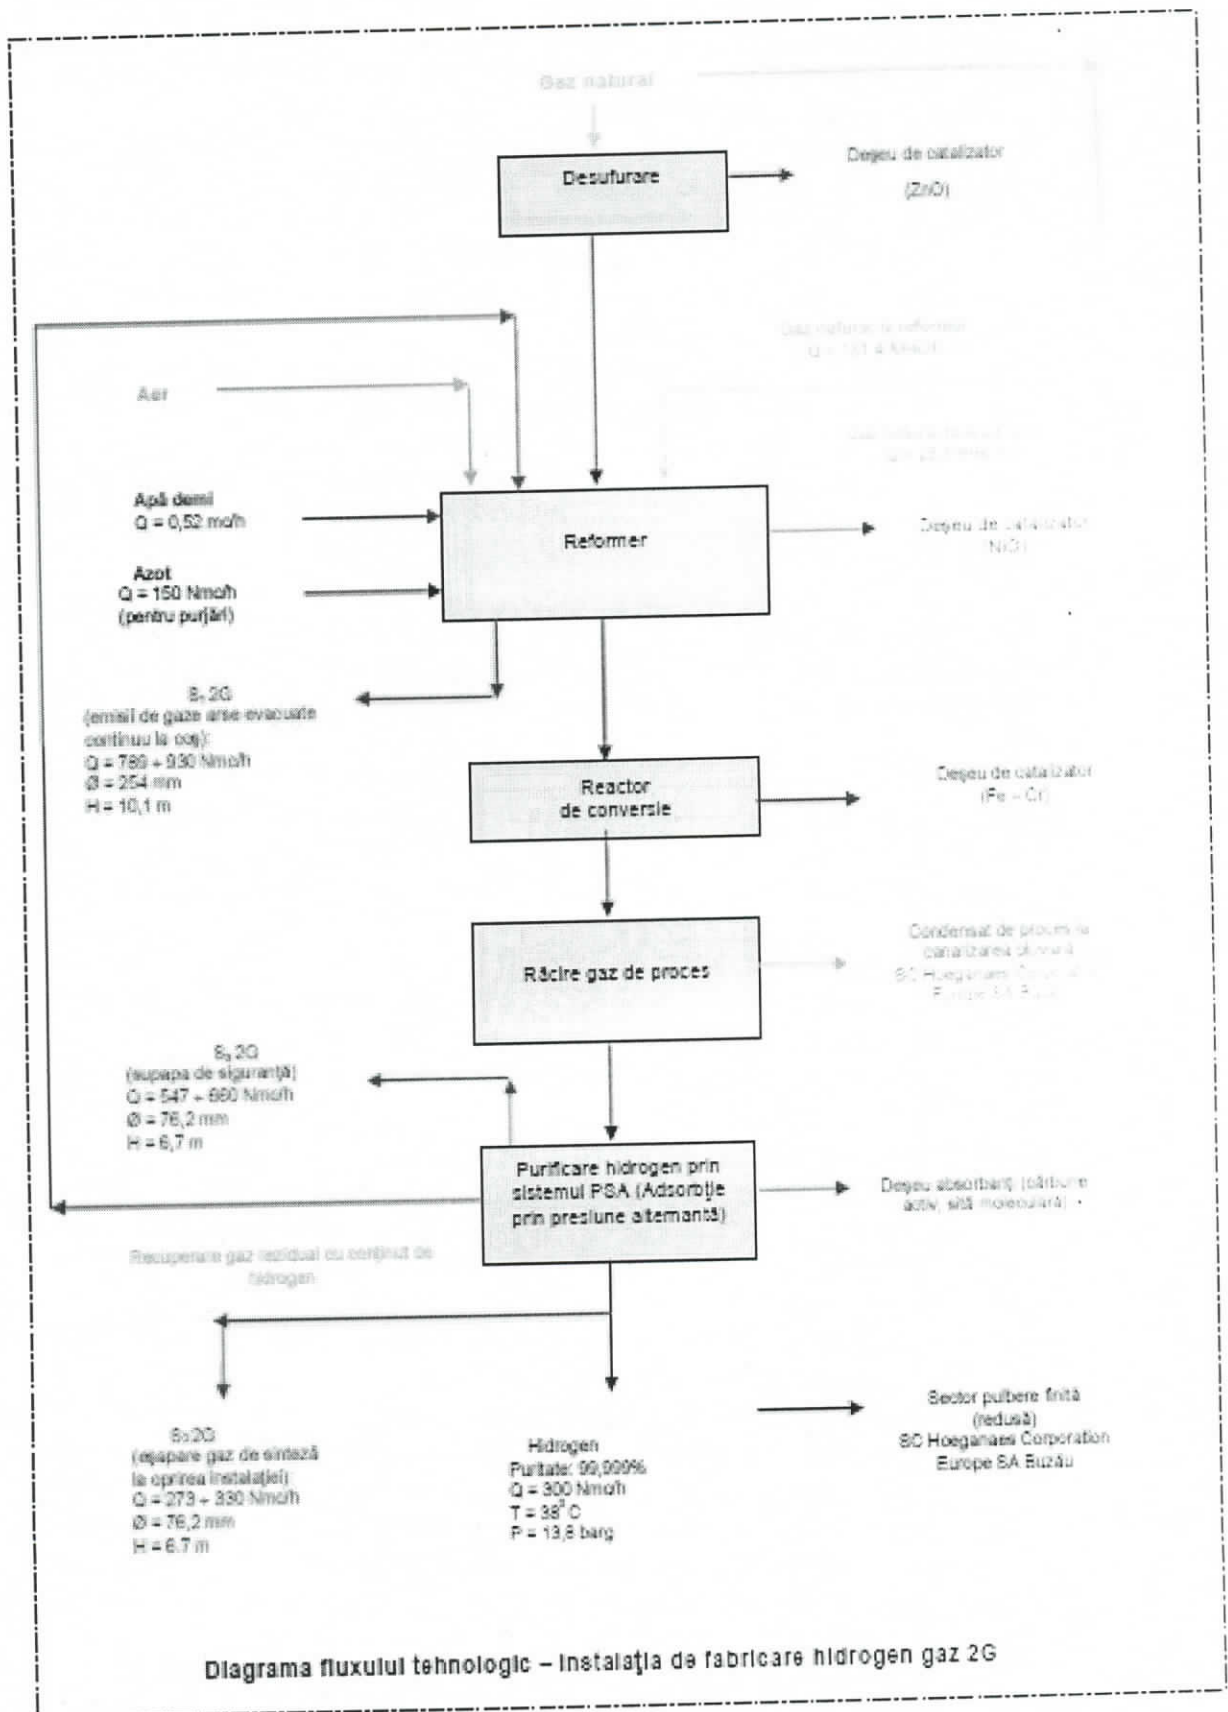 Gaz natural
Desufurare
Deșeu de catalizator
(ZnO)
Gaz natural la reformer
Aer
Apă demi
Q = 0,52 mc/h
Azot
Q = 150 Nmc/h
(pentru purjări)
Reformer
Deșeu de catalizator
(NiO)
2G
(emisii de gaze arse evacuate
continuu la coș):
Q = 789 ÷ 930 Nmc/h
Ø = 254 mm
H = 10,1 m
Reactor
de conversie
Deșeu de catalizator
(Fe – Cr)
Răcire gaz de proces
Condensat de proces la
canalizarea
SC Hoeganaes Corporation
Europe SA
2G
(supapa de siguranță)
Q = 547 ÷ 660 Nmc/h
Ø = 76,2 mm
H = 6,7 m
Purificare hidrogen prin
sistemul PSA (Adsorbție
prin presiune alternantă)
Deșeu absorbanți (cărbune
activ, sită moleculară)
Recuperare gaz rezidual cu conținut de
hidrogen
2G
(eșapare gaz de sinteză
la oprirea instalației)
Q = 273 ÷ 330 Nmc/h
Ø = 76,2 mm
H = 6.7 m
Hidrogen
Puritate: 99,999%
Q = 300 Nmc/h
T = 38° C
P = 13,8 barg
Sector pulbere finită
(redusă)
SC Hoeganaes Corporation
Europe SA Buzău
Diagrama fluxului tehnologic – Instalația de fabricare hidrogen gaz 2G